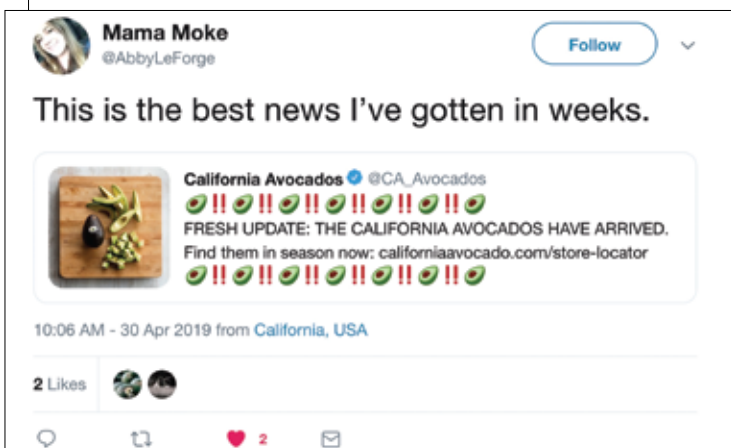 Mama Moke
@AbbyLeForge
Follow
This is the best news I've gotten in weeks.
California Avocados @CA_Avocados
🥑‼️🥑‼️🥑‼️🥑‼️🥑‼️🥑‼️🥑
FRESH UPDATE: THE CALIFORNIA AVOCADOS HAVE ARRIVED.
Find them in season now: californiaavocado.com/store-locator
🥑‼️🥑‼️🥑‼️🥑‼️🥑‼️🥑‼️🥑
10:06 AM - 30 Apr 2019 from California, USA
2 Likes
2